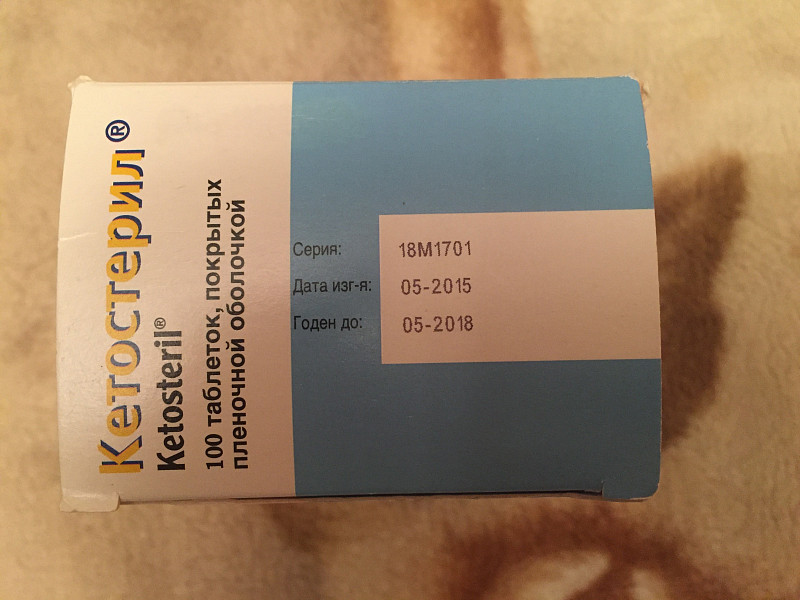 Кетостерил®
Ketosteril®
100 таблеток, покрытых
пленочной оболочкой
Серия: 18M1701
Дата изг-я: 05-2015
Годен до: 05-2018